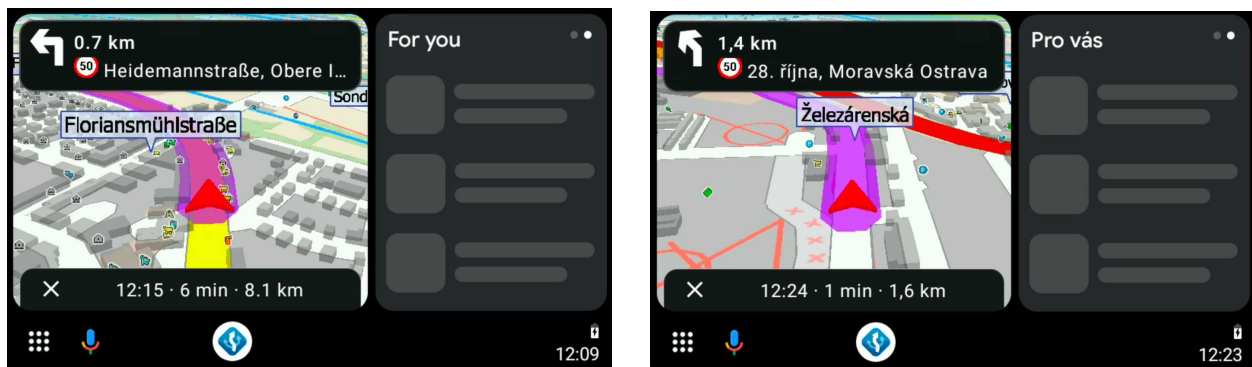 0.7 km
50
Heidemannstraße, Obere I...
Sond
Floriansmühlstraße
12:15 · 6 min · 8.1 km
For you
12:09
1,4 km
50
28. října, Moravská Ostrava
Železárenská
12:24 · 1 min · 1,6 km
Pro vás
12:23